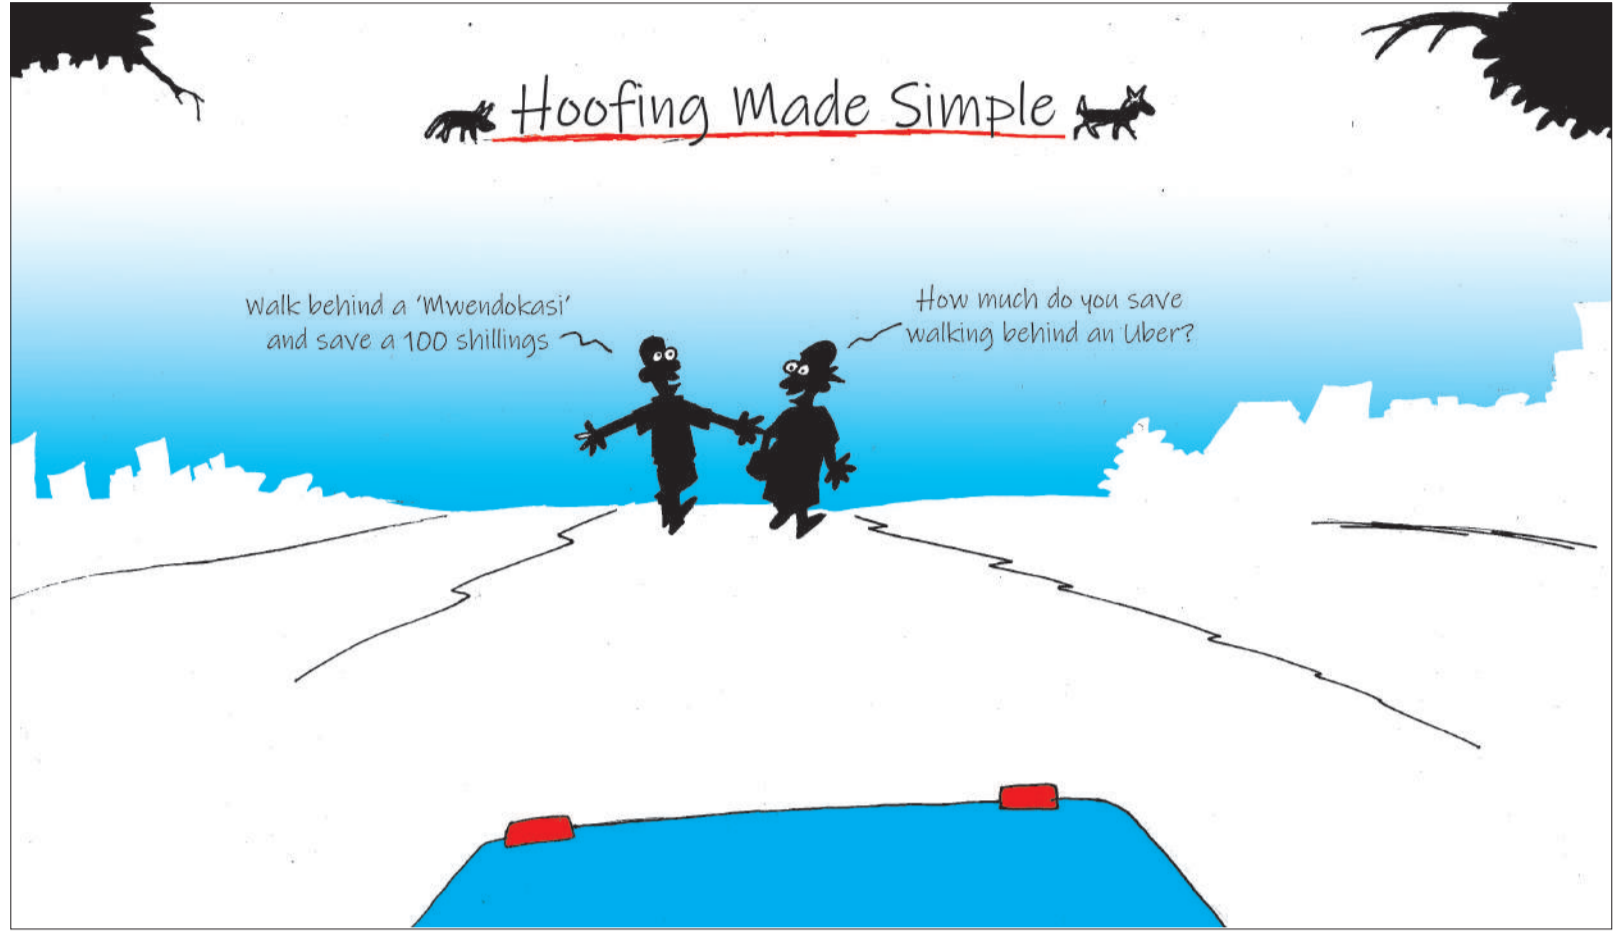 Hoofing Made Simple
Walk behind a 'Mwendokasi'
and save a 100 shillings
How much do you save
walking behind an Uber?